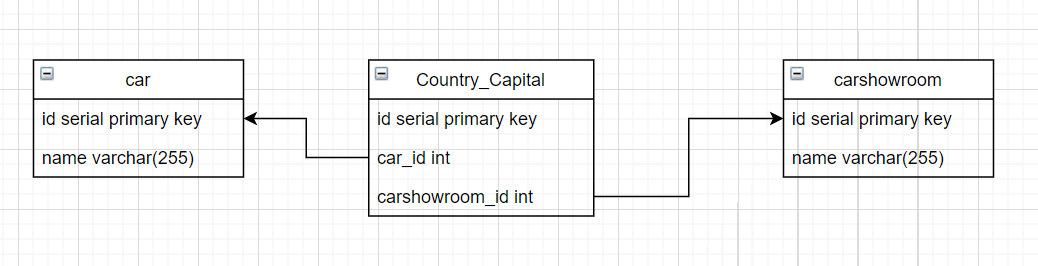 car
id serial primary key
name varchar(255)
Country_Capital
id serial primary key
car_id int
carshowroom_id int
carshowroom
id serial primary key
name varchar(255)